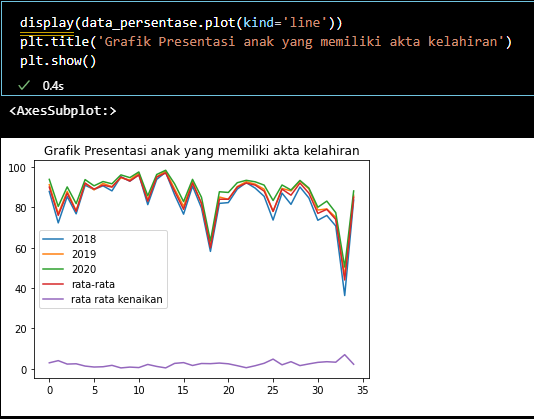 display(data_persentase.plot(kind='line'))
plt.title('Grafik Presentasi anak yang memiliki akta kelahiran')
plt.show()
✓ 0.4s
<AxesSubplot:>
Grafik Presentasi anak yang memiliki akta kelahiran
100
80
60
40
20
0
2018
2019
2020
rata-rata
rata rata kenaikan
0 5 10 15 20 25 30 35